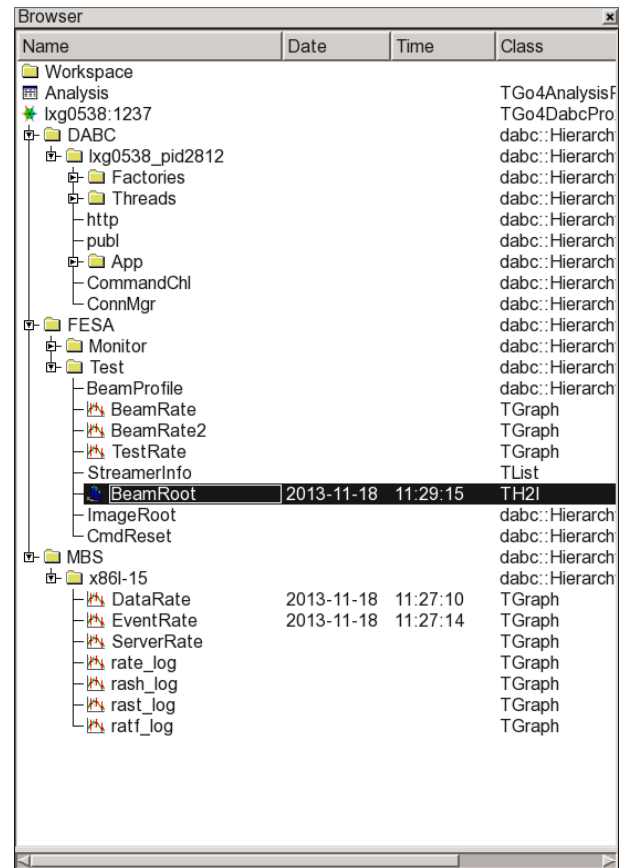 Browser
Name Date Time Class
Workspace
Analysis TGo4AnalysisP
lxg0538:1237 TGo4DabcPro
DABC dabc::Hierarch
lxg0538_pid2812 dabc::Hierarch
Factories dabc::Hierarch
Threads dabc::Hierarch
http dabc::Hierarch
publ dabc::Hierarch
App dabc::Hierarch
CommandChl dabc::Hierarch
ConnMgr dabc::Hierarch
FESA dabc::Hierarch
Monitor dabc::Hierarch
Test dabc::Hierarch
BeamProfile dabc::Hierarch
BeamRate TGraph
BeamRate2 TGraph
TestRate TGraph
StreamerInfo TList
BeamRoot 2013-11-18 11:29:15 TH2I
ImageRoot dabc::Hierarch
CmdReset dabc::Hierarch
MBS dabc::Hierarch
x86l-15 dabc::Hierarch
DataRate 2013-11-18 11:27:10 TGraph
EventRate 2013-11-18 11:27:14 TGraph
ServerRate TGraph
rate_log TGraph
rash_log TGraph
rast_log TGraph
ratf_log TGraph